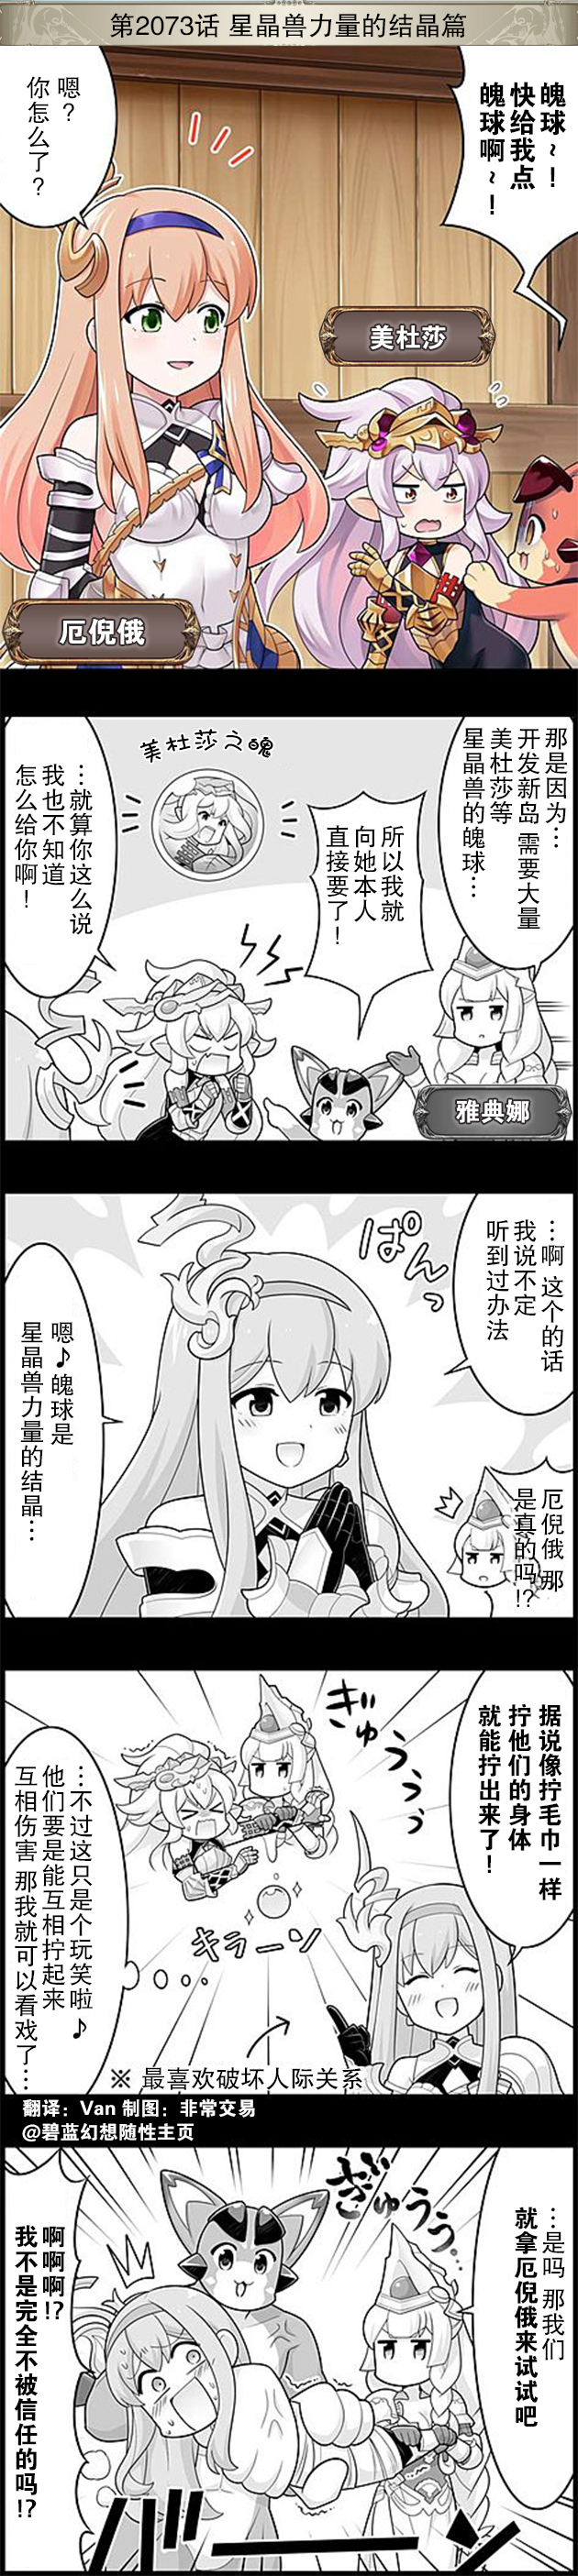 第2073话 星晶兽力量的结晶篇
魄球~！
快给我点
魄球啊~！
嗯？
你怎么了？
美杜莎
厄倪俄
那是因为…
开发新岛 需要大量
美杜莎等
星晶兽的魄球…
所以我就
向她本人
直接要了！
美杜莎之魄
…就算你这么说
我也不知道
怎么给你啊！
雅典娜
…啊 这个的话
我说不定
听到过办法
ぱんっ
厄倪俄 那
是真的吗!?
嗯♪ 魄球是
星晶兽力量的结晶…
据说像拧毛巾一样
拧他们的身体
就能拧出来了！
ぎゅうぅぅ
キラーン
…不过这只是个玩笑啦♪
他们要是能互相拧起来
互相伤害 那我就可以看戏了…
※ 最喜欢破坏人际关系
翻译：Van 制图：非常交易
@碧蓝幻想随性主页
…是吗 那我们
就拿厄倪俄来试试吧
ぎゅうぅ…
啊啊啊!?
我不是完全不被信任的吗!?